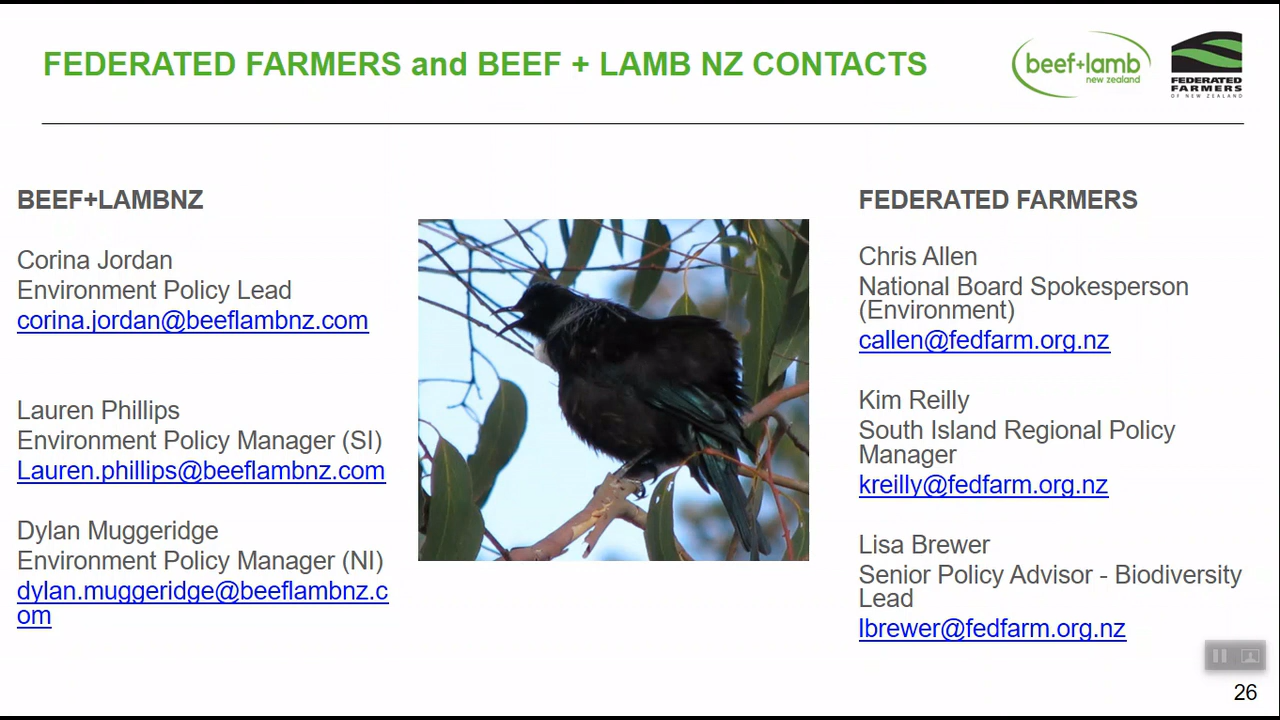 FEDERATED FARMERS and BEEF + LAMB NZ CONTACTS
beef+lamb
new zealand
FEDERATED
FARMERS
OF NEW ZEALAND
BEEF+LAMBNZ
Corina Jordan
Environment Policy Lead
corina.jordan@beeflambnz.com
Lauren Phillips
Environment Policy Manager (SI)
Lauren.phillips@beeflambnz.com
Dylan Muggeridge
Environment Policy Manager (NI)
dylan.muggeridge@beeflambnz.c
om
FEDERATED FARMERS
Chris Allen
National Board Spokesperson
(Environment)
callen@fedfarm.org.nz
Kim Reilly
South Island Regional Policy
Manager
kreilly@fedfarm.org.nz
Lisa Brewer
Senior Policy Advisor - Biodiversity
Lead
lbrewer@fedfarm.org.nz
26